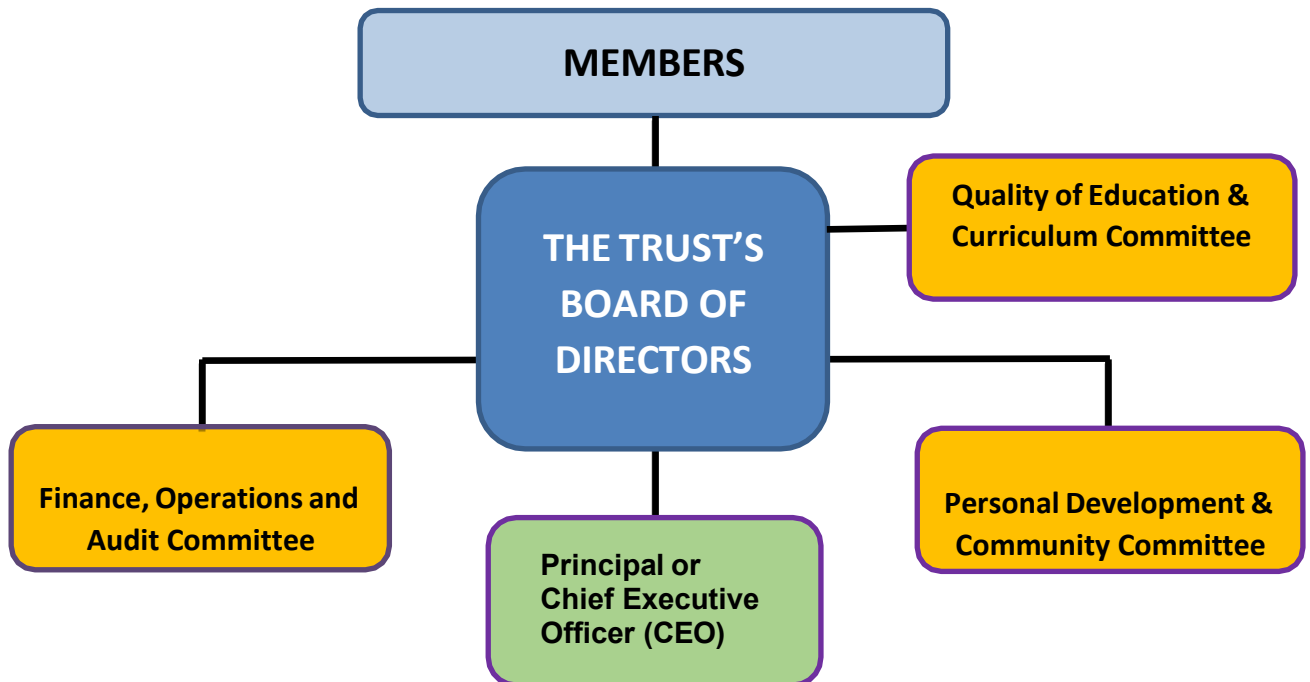 MEMBERS
Quality of Education &
Curriculum Committee
THE TRUST’S
BOARD OF
DIRECTORS
Finance, Operations and
Audit Committee
Principal or
Chief Executive
Officer (CEO)
Personal Development &
Community Committee